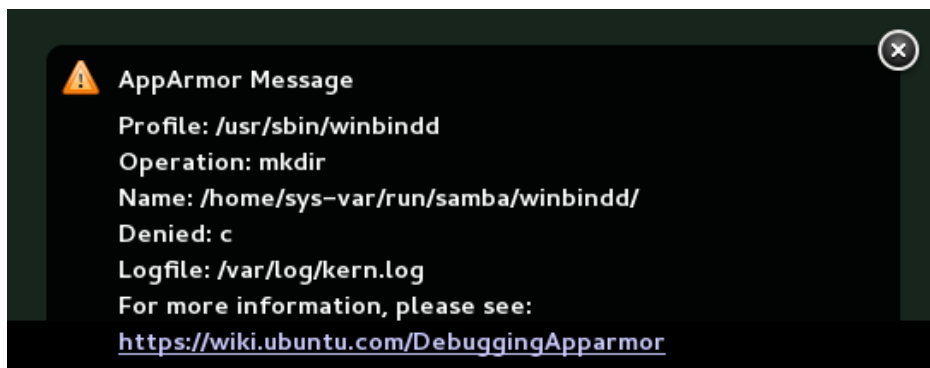 AppArmor Message
Profile: /usr/sbin/winbindd
Operation: mkdir
Name: /home/sys-var/run/samba/winbindd/
Denied: c
Logfile: /var/log/kern.log
For more information, please see:
https://wiki.ubuntu.com/DebuggingApparmor